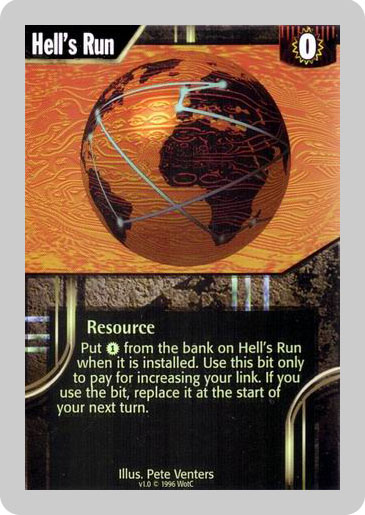 Hell's Run
0
Resource
Put 1 from the bank on Hell's Run
when it is installed. Use this bit only
to pay for increasing your link. If you
use the bit, replace it at the start of
your next turn.
Illus. Pete Venters
v1.0 © 1996 WotC